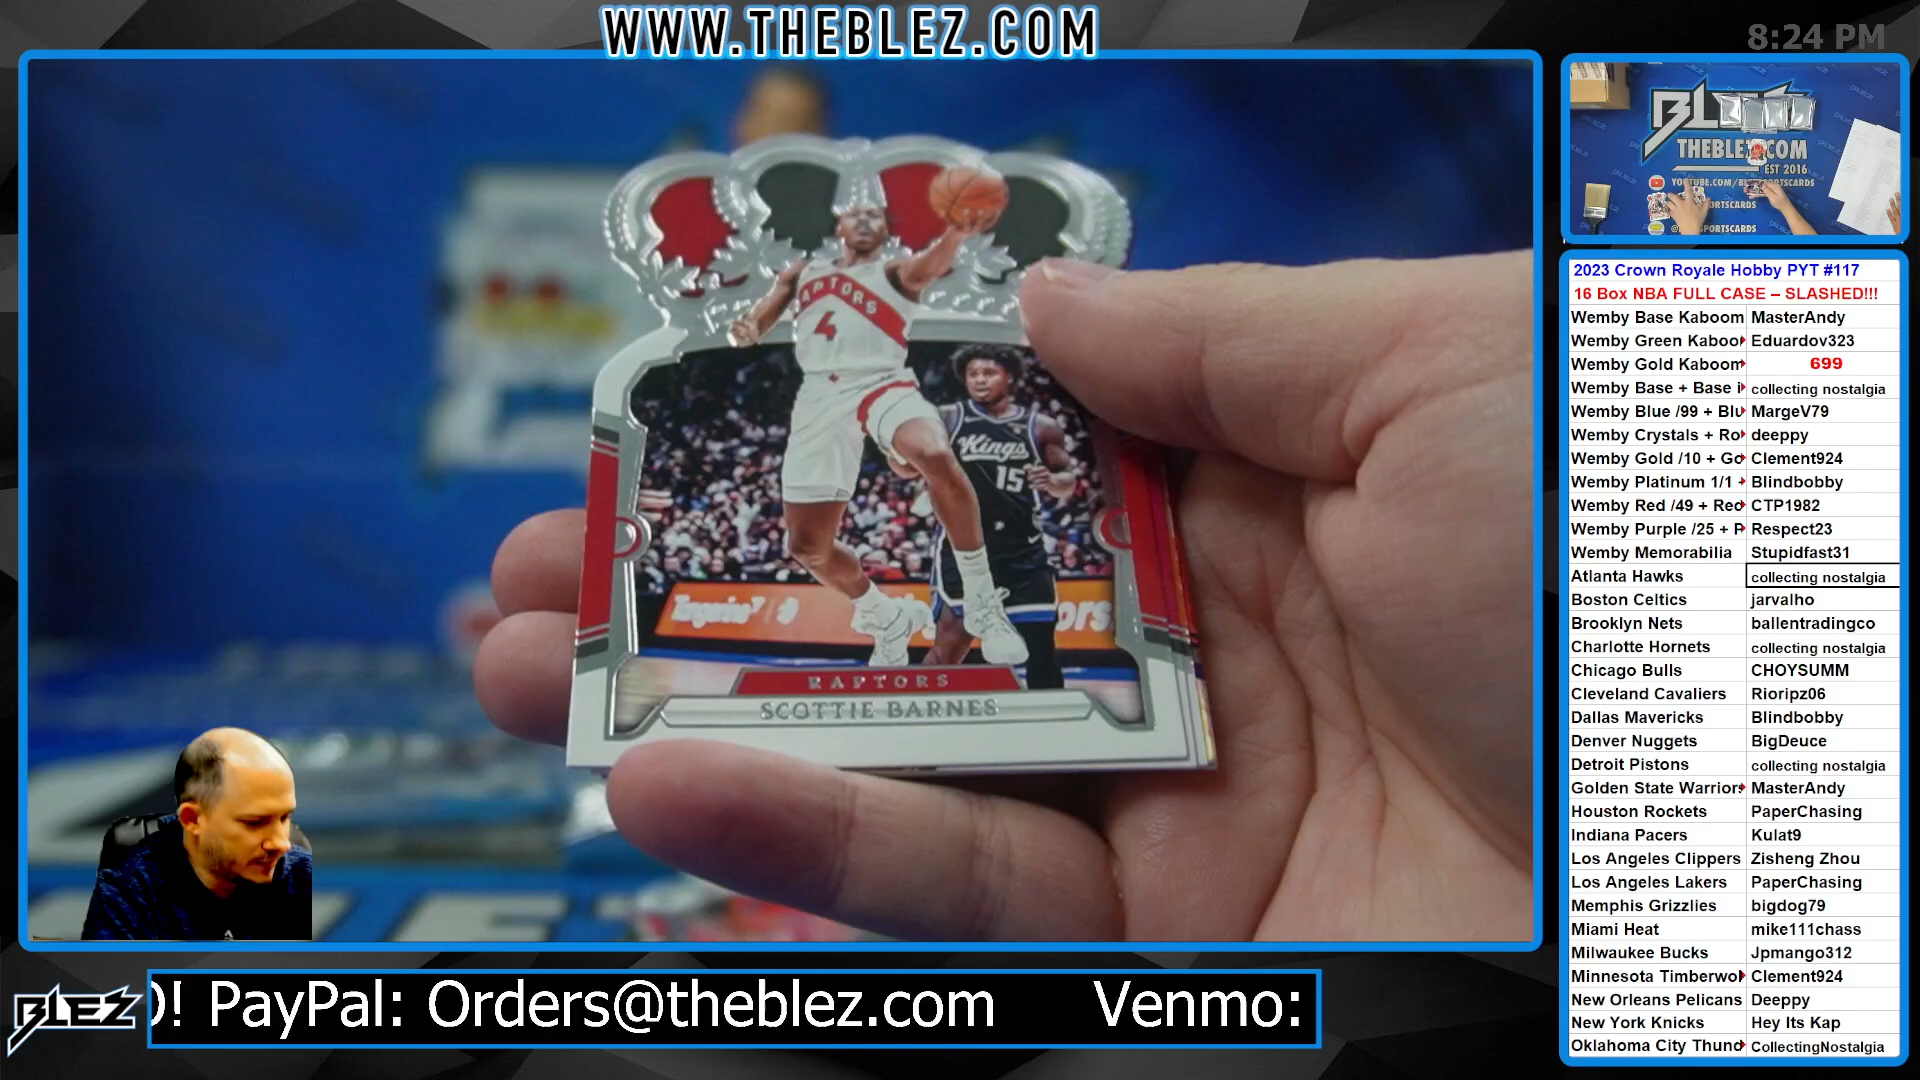 WWW.THEBLEZ.COM
8:24 PM
RAPTORS
4
Kings
15
RAPTORS
SCOTTIE BARNES
THEBLEZ.COM
EST 2016
2023 Crown Royale Hobby PYT #117
16 Box NBA FULL CASE – SLASHED!!!
Wemby Base Kaboom MasterAndy
Wemby Green Kaboo Eduardov323
Wemby Gold Kaboom 699
Wemby Base + Base i collecting nostalgia
Wemby Blue /99 + Blu MargeV79
Wemby Crystals + Ro deeppy
Wemby Gold /10 + Go Clement924
Wemby Platinum 1/1 + Blindbobby
Wemby Red /49 + Red CTP1982
Wemby Purple /25 + P Respect23
Wemby Memorabilia Stupidfast31
Atlanta Hawks collecting nostalgia
Boston Celtics jarvalho
Brooklyn Nets ballentradingco
Charlotte Hornets collecting nostalgia
Chicago Bulls CHOYSUMM
Cleveland Cavaliers Rioripz06
Dallas Mavericks Blindbobby
Denver Nuggets BigDeuce
Detroit Pistons collecting nostalgia
Golden State Warriors MasterAndy
Houston Rockets PaperChasing
Indiana Pacers Kulat9
Los Angeles Clippers Zisheng Zhou
Los Angeles Lakers PaperChasing
Memphis Grizzlies bigdog79
Miami Heat mike111chass
Milwaukee Bucks Jpmango312
Minnesota Timberwol Clement924
New Orleans Pelicans Deeppy
New York Knicks Hey Its Kap
Oklahoma City Thund CollectingNostalgia
BLEZ
! PayPal: Orders@theblez.com Venmo: